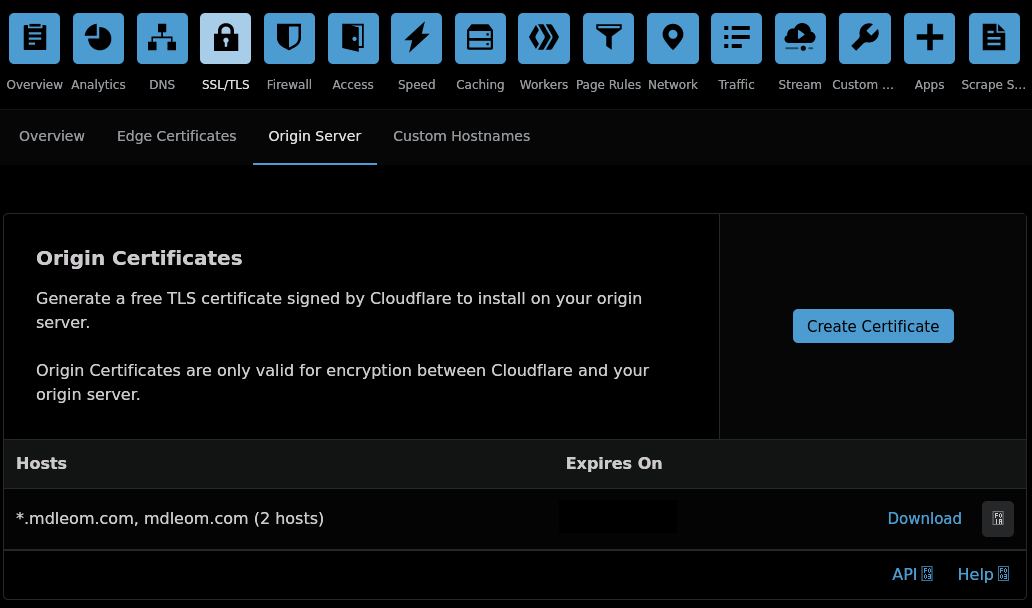 Overview Analytics DNS SSL/TLS Firewall Access Speed Caching Workers Page Rules Network Traffic Stream Custom ... Apps Scrape S...
Overview Edge Certificates Origin Server Custom Hostnames
Origin Certificates
Generate a free TLS certificate signed by Cloudflare to install on your origin
server.
Create Certificate
Origin Certificates are only valid for encryption between Cloudflare and your
origin server.
Hosts Expires On
*.mdleom.com, mdleom.com (2 hosts) Download
API Help